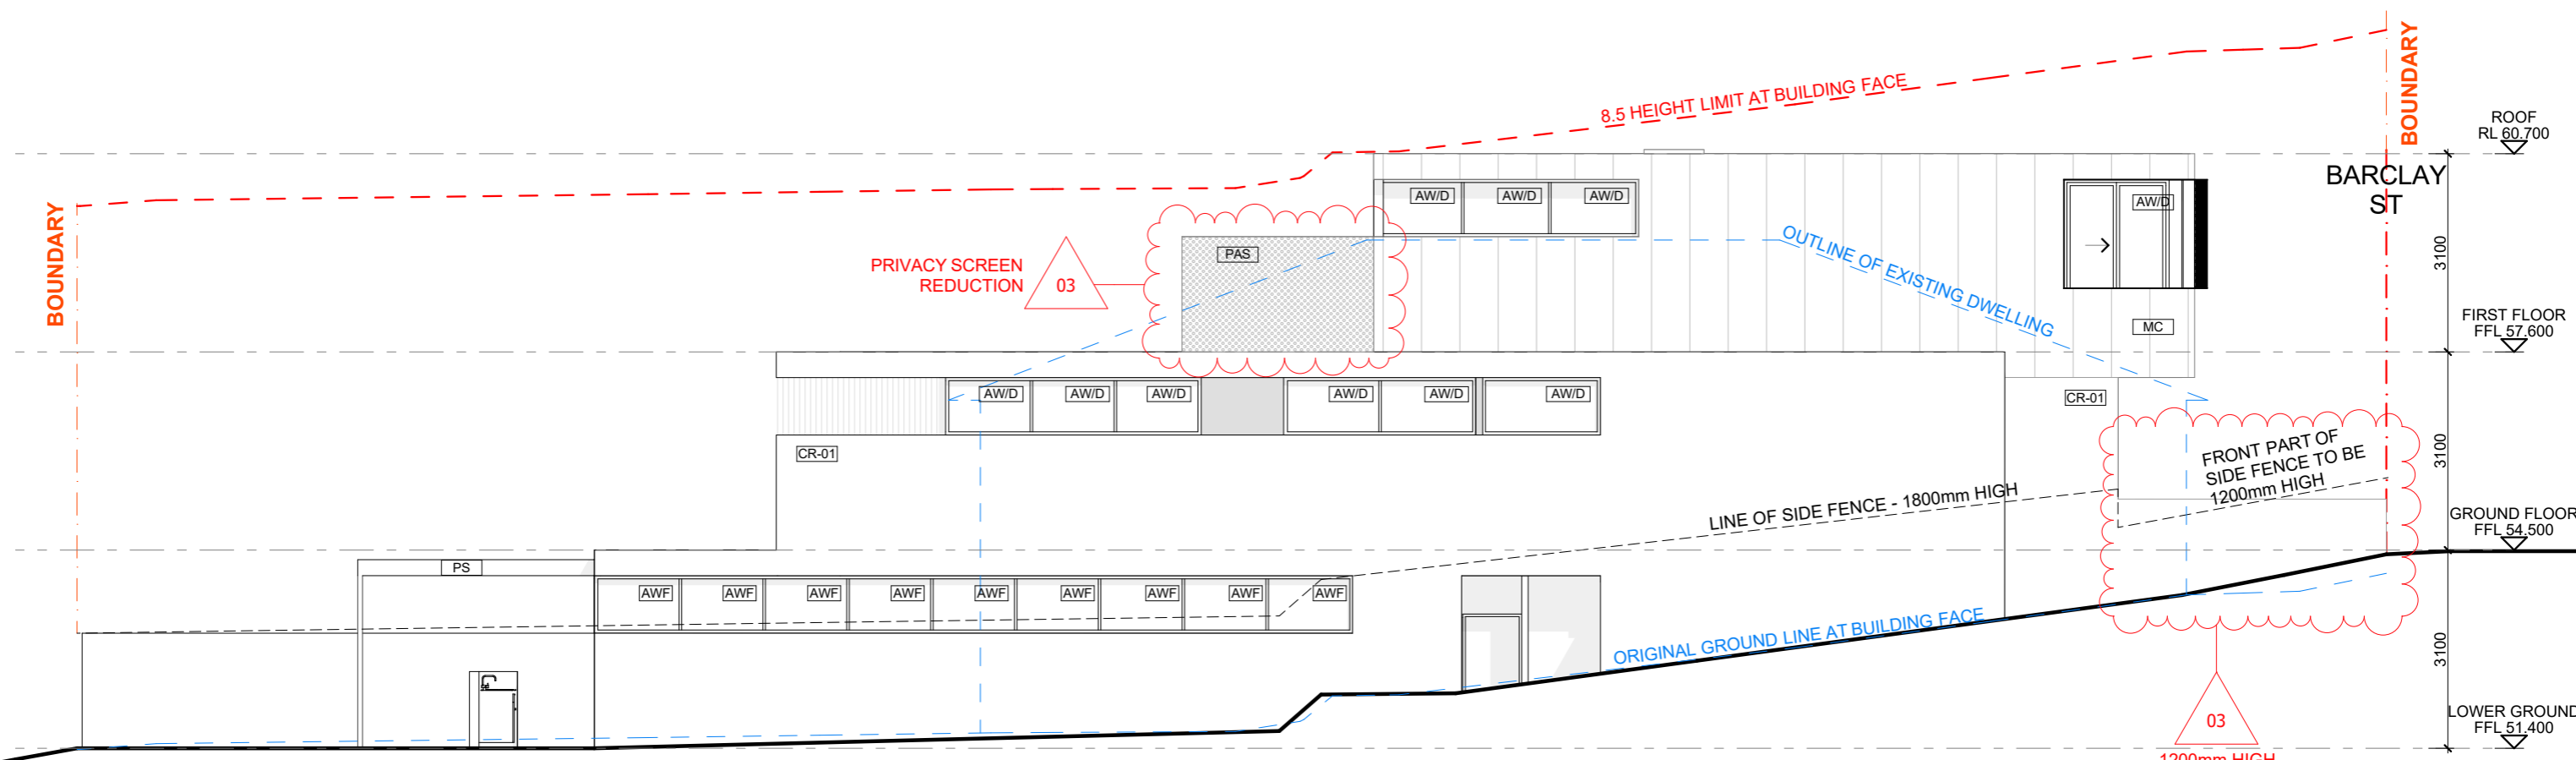 BOUNDARY
8.5 HEIGHT LIMIT AT BUILDING FACE
BOUNDARY
ROOF
RL 60.700
BARCLAY
ST
AW/D
AW/D
AW/D
AW/D
3100
PAS
PRIVACY SCREEN
REDUCTION
03
OUTLINE OF EXISTING DWELLING
MC
FIRST FLOOR
FFL 57.600
AW/D
AW/D
AW/D
AW/D
AW/D
AW/D
CR-01
CR-01
3100
FRONT PART OF
SIDE FENCE TO BE
1200mm HIGH
LINE OF SIDE FENCE - 1800mm HIGH
GROUND FLOOR
FFL 54.500
PS
AWF
AWF
AWF
AWF
AWF
AWF
AWF
AWF
AWF
ORIGINAL GROUND LINE AT BUILDING FACE
3100
03
LOWER GROUND
FFL 51.400
1200mm HIGH